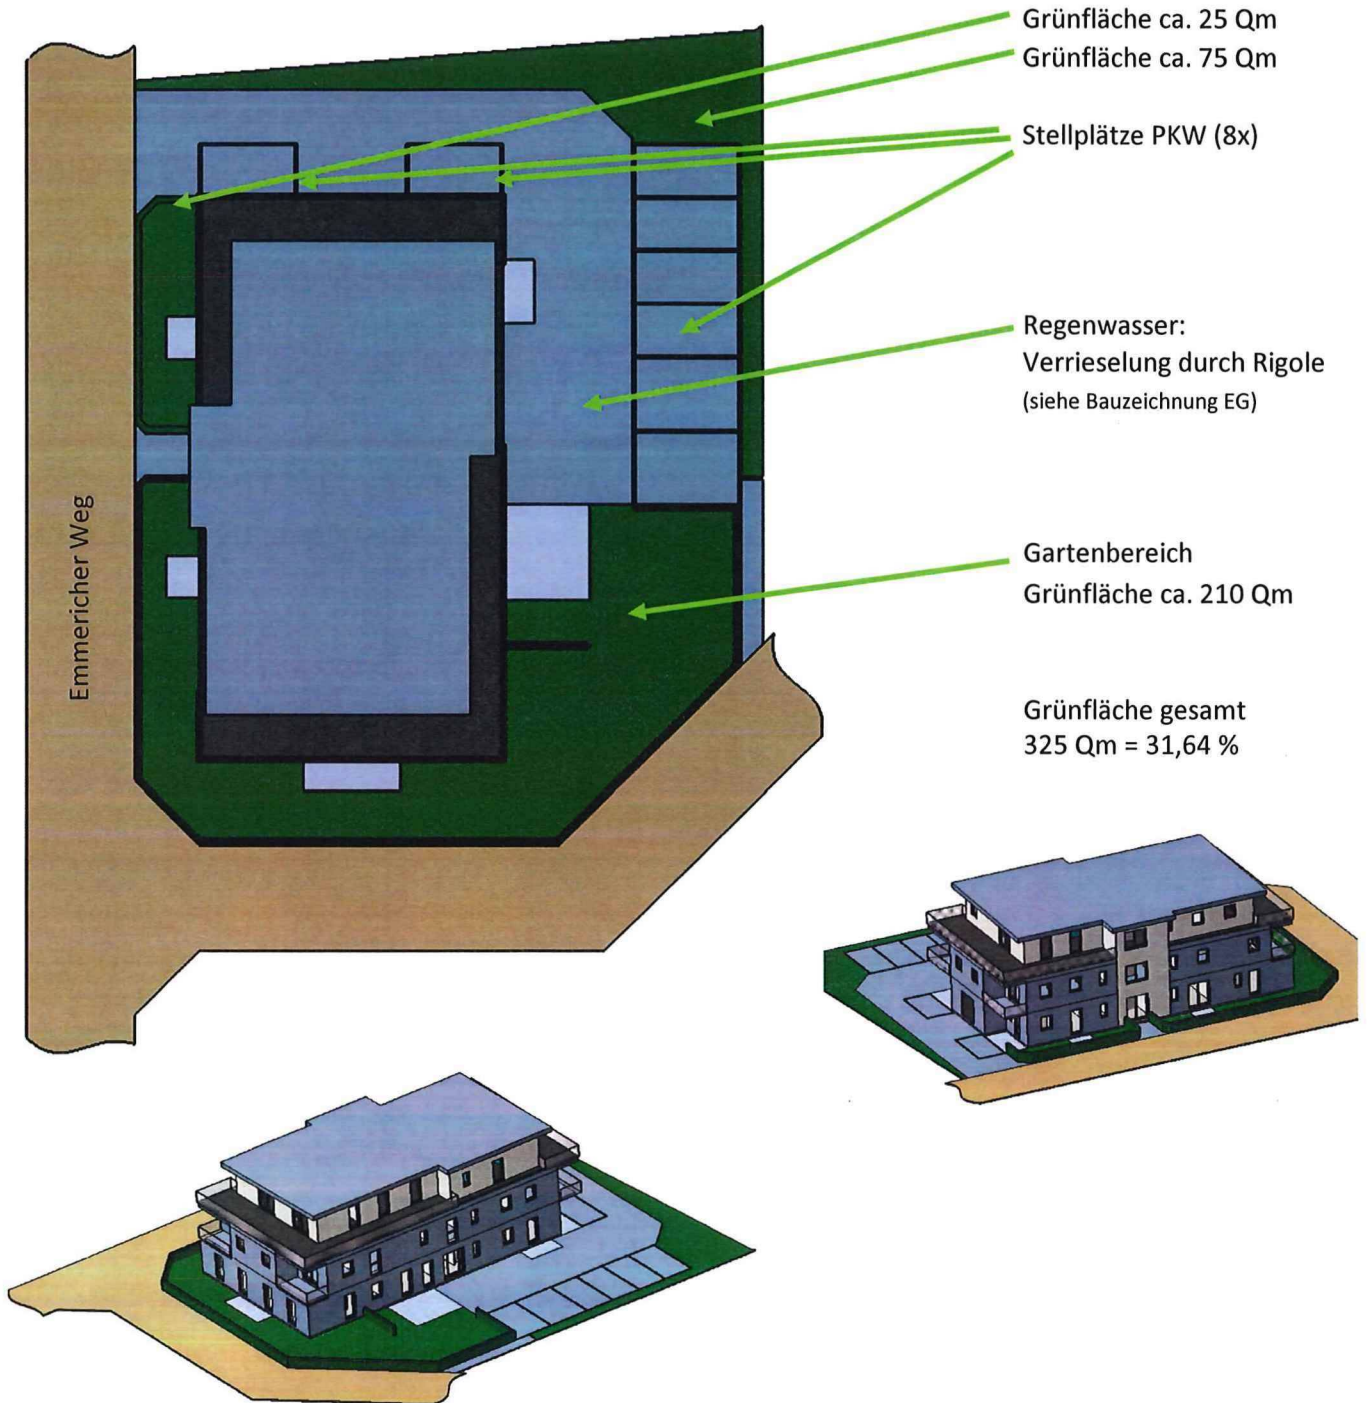 Grünfläche ca. 25 Qm
Grünfläche ca. 75 Qm
Stellplätze PKW (8x)
Regenwasser:
Verrieselung durch Rigole
(siehe Bauzeichnung EG)
Emmericher Weg
Gartenbereich
Grünfläche ca. 210 Qm
Grünfläche gesamt
325 Qm = 31,64 %